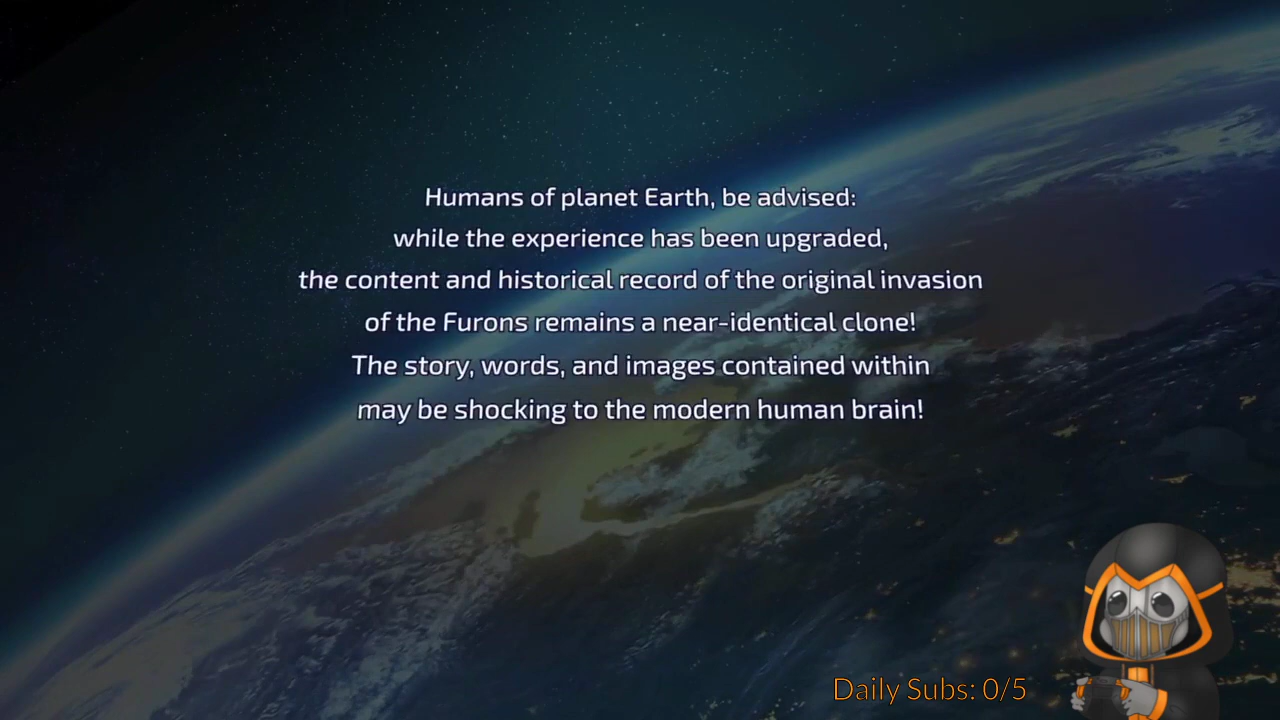 Humans of planet Earth, be advised:
while the experience has been upgraded,
the content and historical record of the original invasion
of the Furons remains a near-identical clone!
The story, words, and images contained within
may be shocking to the modern human brain!
Daily Subs: 0/5